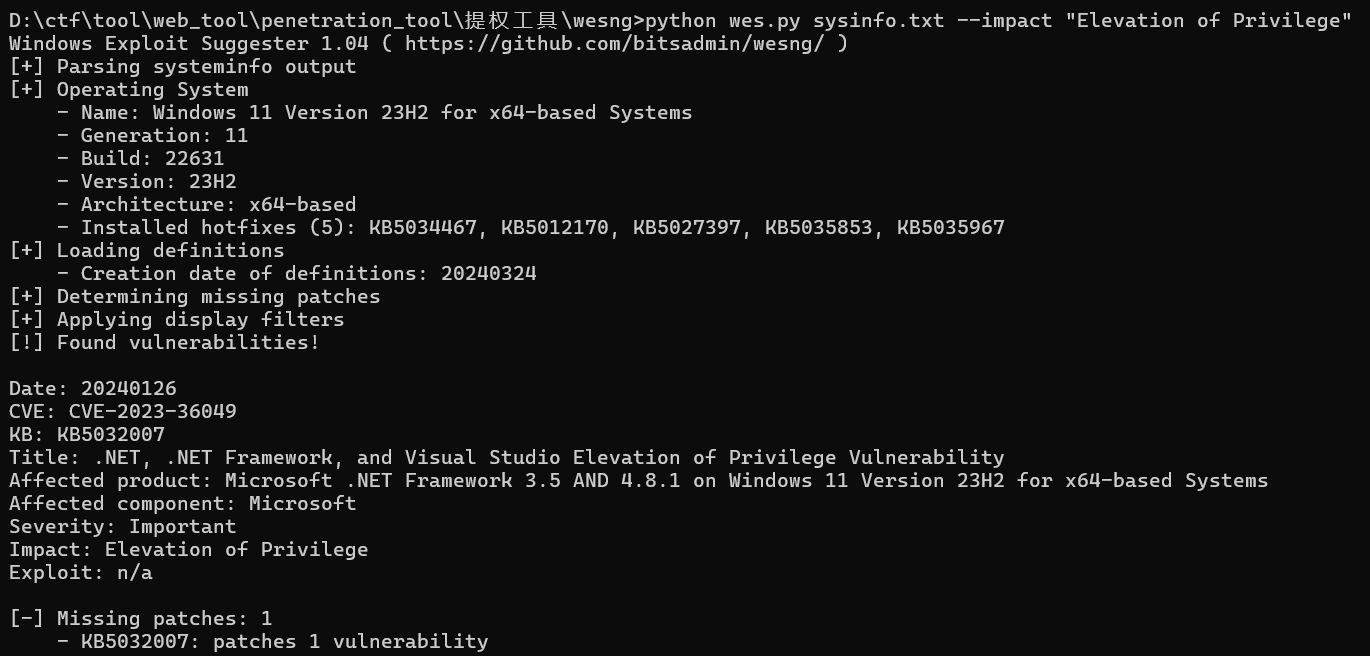 D:\ctf\tool\web_tool\penetration_tool\提权工具\wesng>python wes.py sysinfo.txt --impact "Elevation of Privilege"
Windows Exploit Suggester 1.04 ( https://github.com/bitsadmin/wesng/ )
[+] Parsing systeminfo output
[+] Operating System
    - Name: Windows 11 Version 23H2 for x64-based Systems
    - Generation: 11
    - Build: 22631
    - Version: 23H2
    - Architecture: x64-based
    - Installed hotfixes (5): KB5034467, KB5012170, KB5027397, KB5035853, KB5035967
[+] Loading definitions
    - Creation date of definitions: 20240324
[+] Determining missing patches
[+] Applying display filters
[!] Found vulnerabilities!

Date: 20240126
CVE: CVE-2023-36049
KB: KB5032007
Title: .NET, .NET Framework, and Visual Studio Elevation of Privilege Vulnerability
Affected product: Microsoft .NET Framework 3.5 AND 4.8.1 on Windows 11 Version 23H2 for x64-based Systems
Affected component: Microsoft
Severity: Important
Impact: Elevation of Privilege
Exploit: n/a

[-] Missing patches: 1
    - KB5032007: patches 1 vulnerability